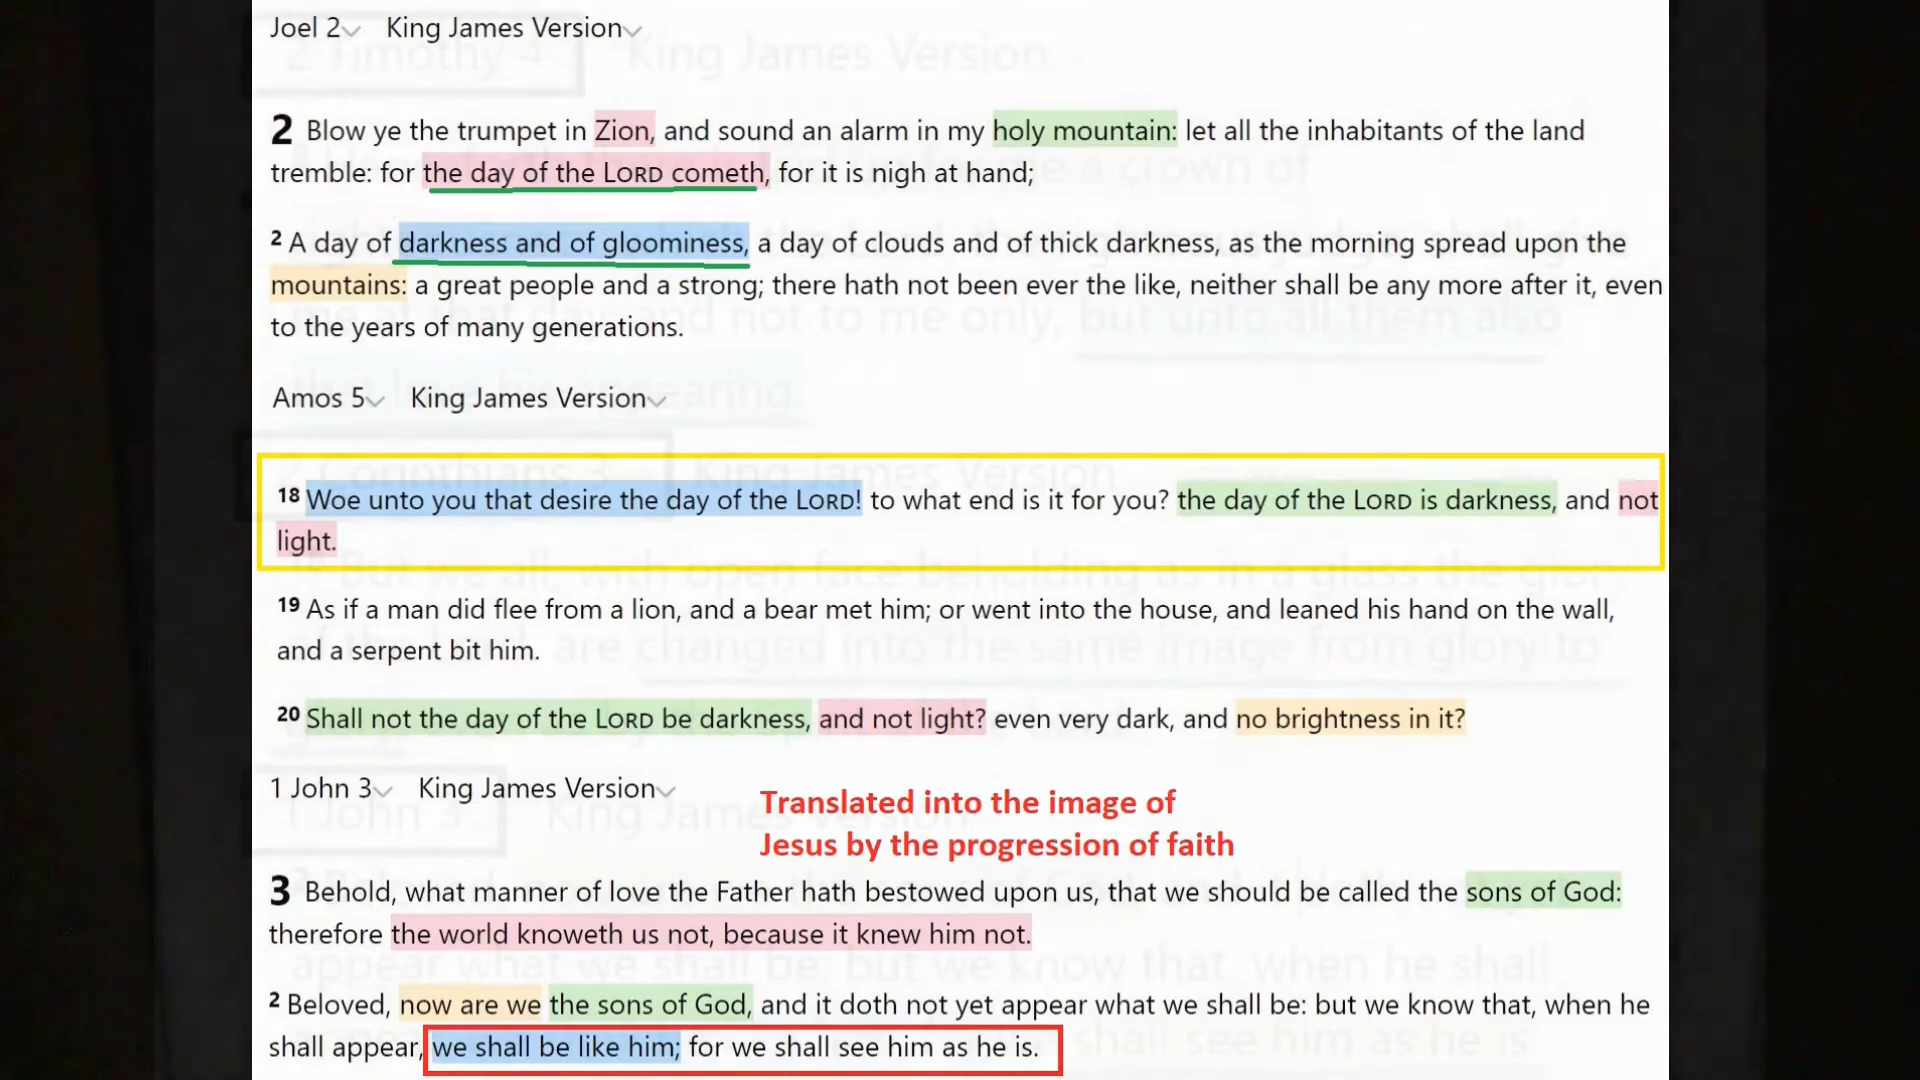 Joel 2 King James Version
2 Blow ye the trumpet in Zion, and sound an alarm in my holy mountain: let all the inhabitants of the land
tremble: for the day of the LORD cometh, for it is nigh at hand;
2 A day of darkness and of gloominess, a day of clouds and of thick darkness, as the morning spread upon the
mountains: a great people and a strong; there hath not been ever the like, neither shall be any more after it, even
to the years of many generations.
Amos 5 King James Version
18 Woe unto you that desire the day of the LORD! to what end is it for you? the day of the LORD is darkness, and not
light.
19 As if a man did flee from a lion, and a bear met him; or went into the house, and leaned his hand on the wall,
and a serpent bit him.
20 Shall not the day of the LORD be darkness, and not light? even very dark, and no brightness in it?
1 John 3 King James Version
Translated into the image of
Jesus by the progression of faith
3 Behold, what manner of love the Father hath bestowed upon us, that we should be called the sons of God:
therefore the world knoweth us not, because it knew him not.
2 Beloved, now are we the sons of God, and it doth not yet appear what we shall be: but we know that, when he
shall appear, we shall be like him; for we shall see him as he is.